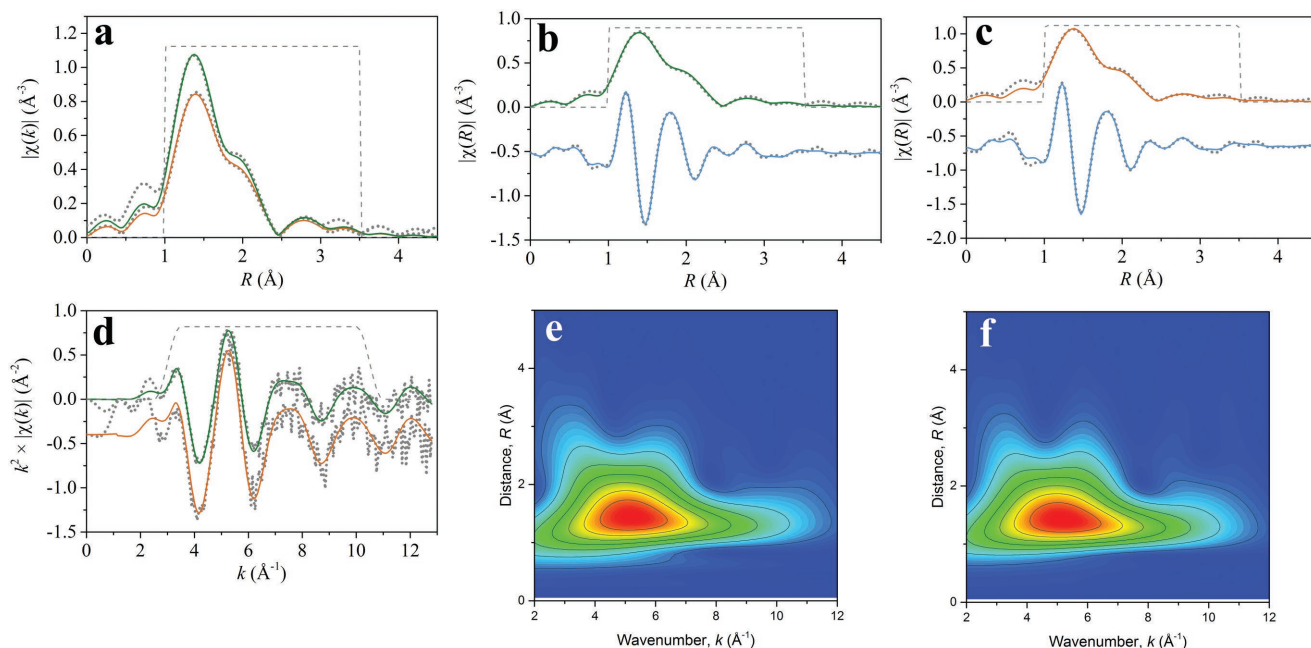 a
|χ(k)| (Å-3)
1.2
1.0
0.8
0.6
0.4
0.2
0.0
0 1 2 3 4
R (Å)
b
|χ(R)| (Å-3)
1.0
0.5
0.0
-0.5
-1.0
-1.5
0 1 2 3 4
R (Å)
c
|χ(R)| (Å-3)
1.0
0.5
0.0
-0.5
-1.0
-1.5
-2.0
0 1 2 3 4
R (Å)
d
k2 × |χ(k)| (Å-2)
1.0
0.5
0.0
-0.5
-1.0
-1.5
0 2 4 6 8 10 12
k (Å-1)
e
Distance, R (Å)
4
2
0
2 4 6 8 10 12
Wavenumber, k (Å-1)
f
Distance, R (Å)
4
2
0
2 4 6 8 10 12
Wavenumber, k (Å-1)